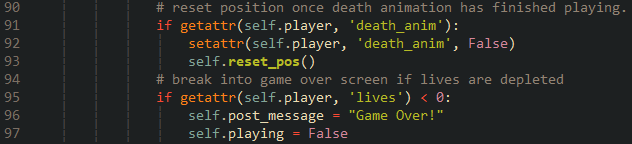 90 # reset position once death animation has finished playing.
91 if getattr(self.player, 'death_anim'):
92 setattr(self.player, 'death_anim', False)
93 self.reset_pos()
94 # break into game over screen if lives are depleted
95 if getattr(self.player, 'lives') < 0:
96 self.post_message = "Game Over!"
97 self.playing = False